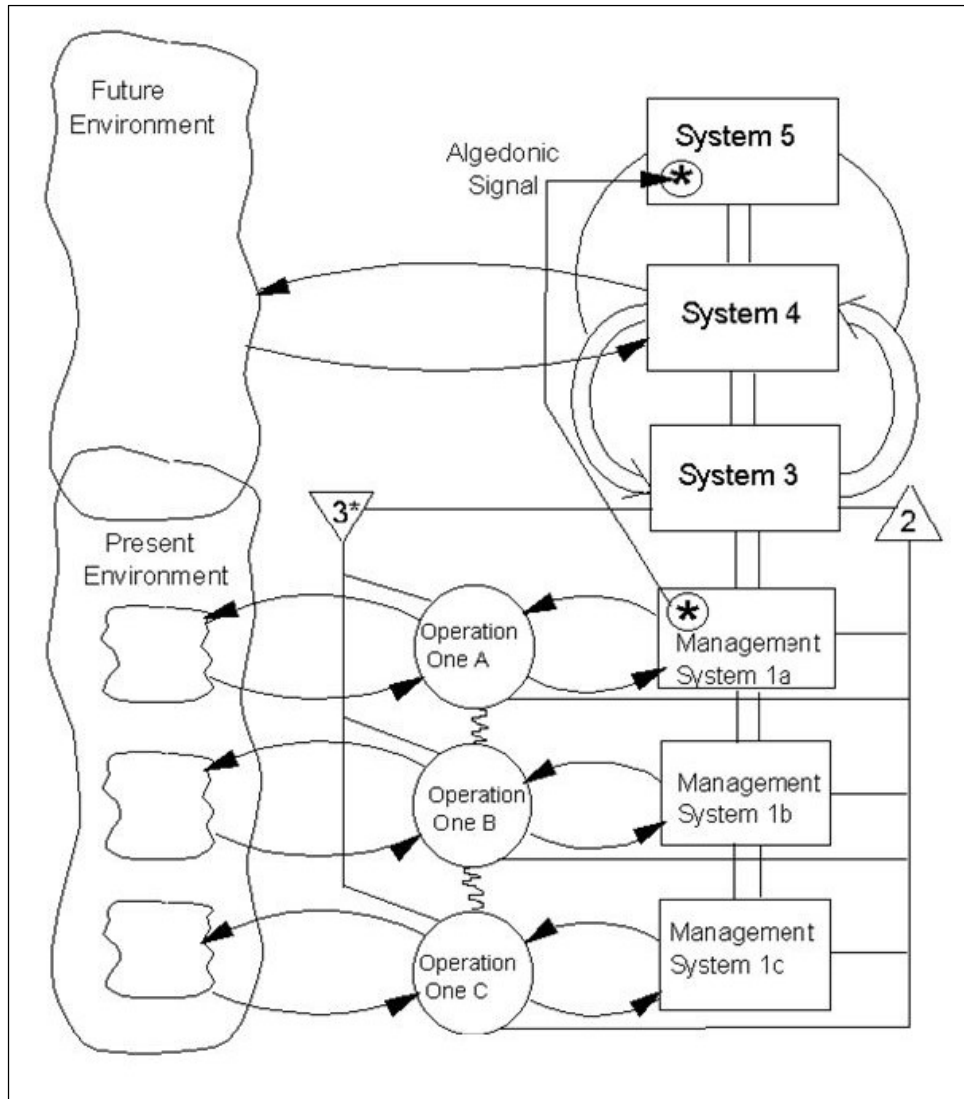 Future
Environment
System 5
Algedonic
Signal
*
System 4
System 3
3*
2
Present
Environment
Operation
One A
*
Management
System 1a
Operation
One B
Management
System 1b
Operation
One C
Management
System 1c